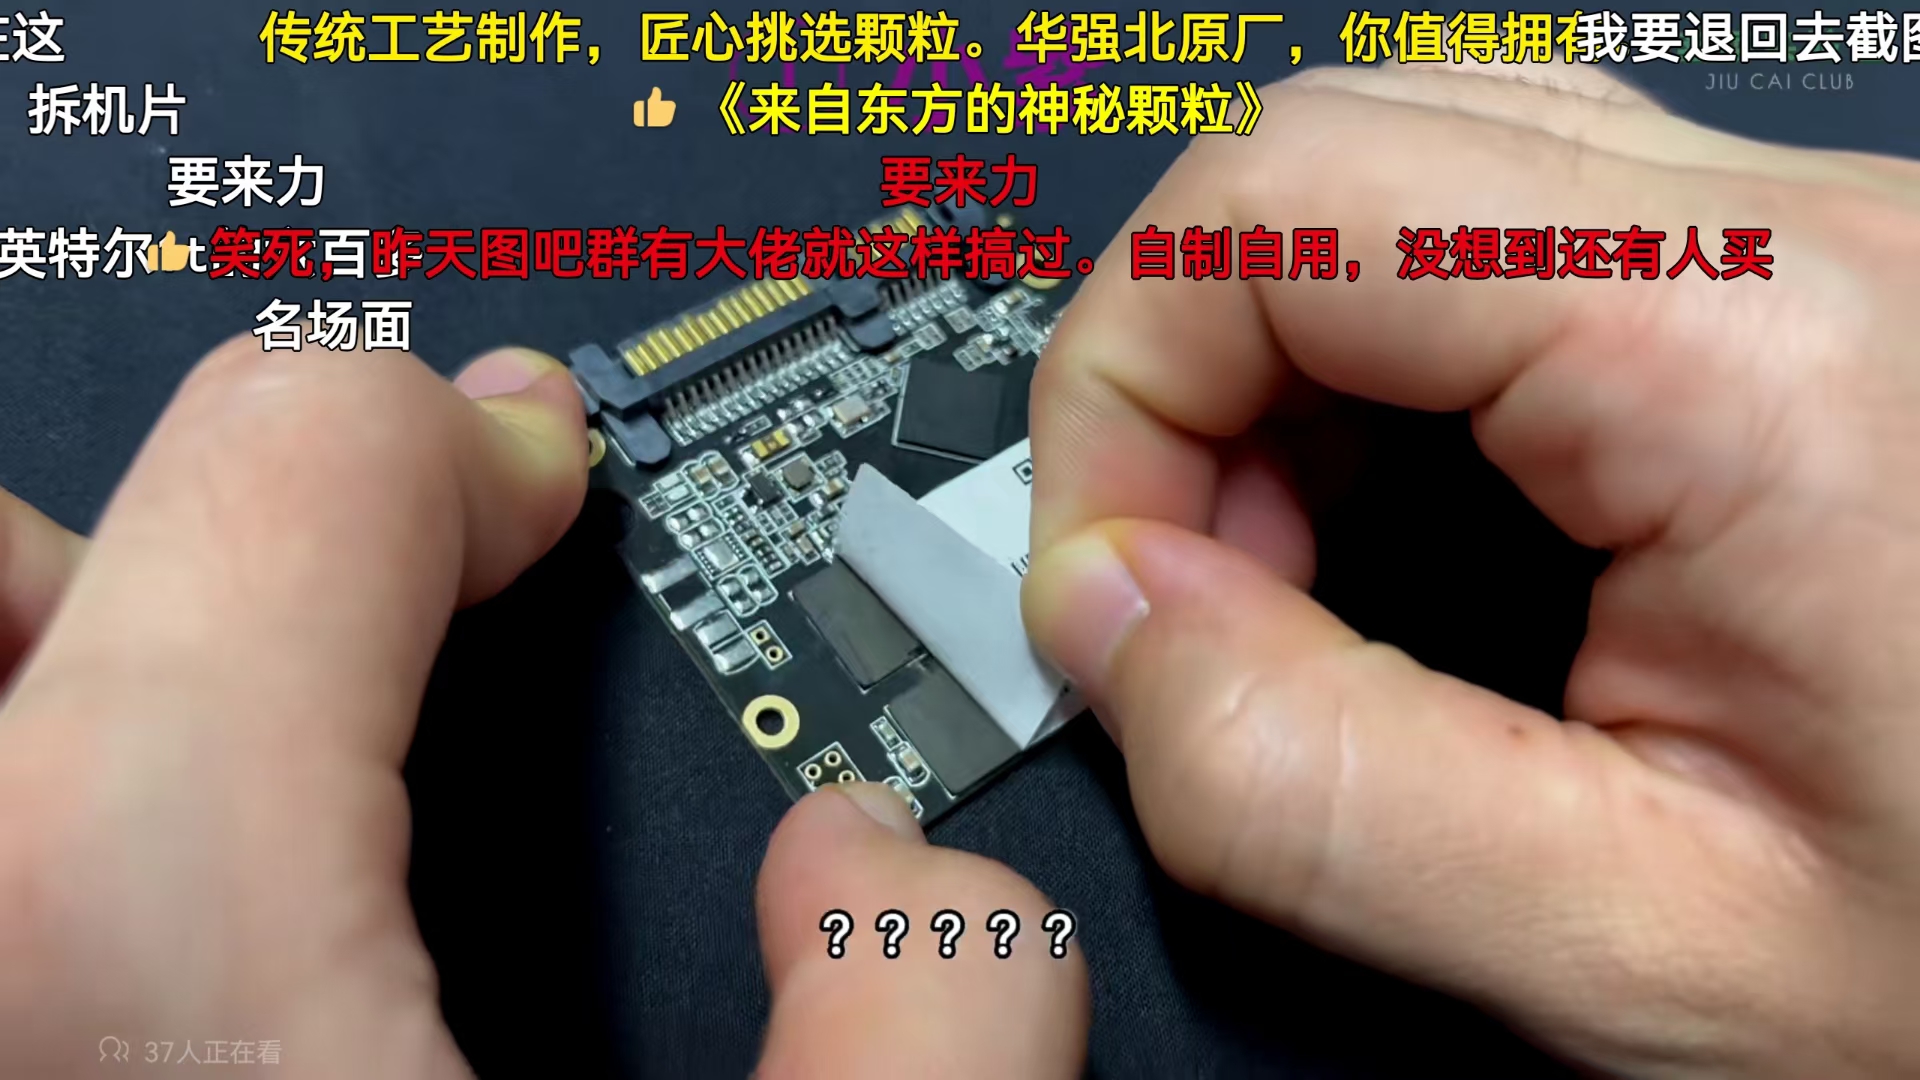 在这
传统工艺制作，匠心挑选颗粒。华强北原厂，你值得拥有
我要退回去截图
JIU CAI CLUB
拆机片
《来自东方的神秘颗粒》
要来力
要来力
英特尔
笑死，昨天图吧群有大佬就这样搞过。自制自用，没想到还有人买
名场面
？？？？？
37人正在看